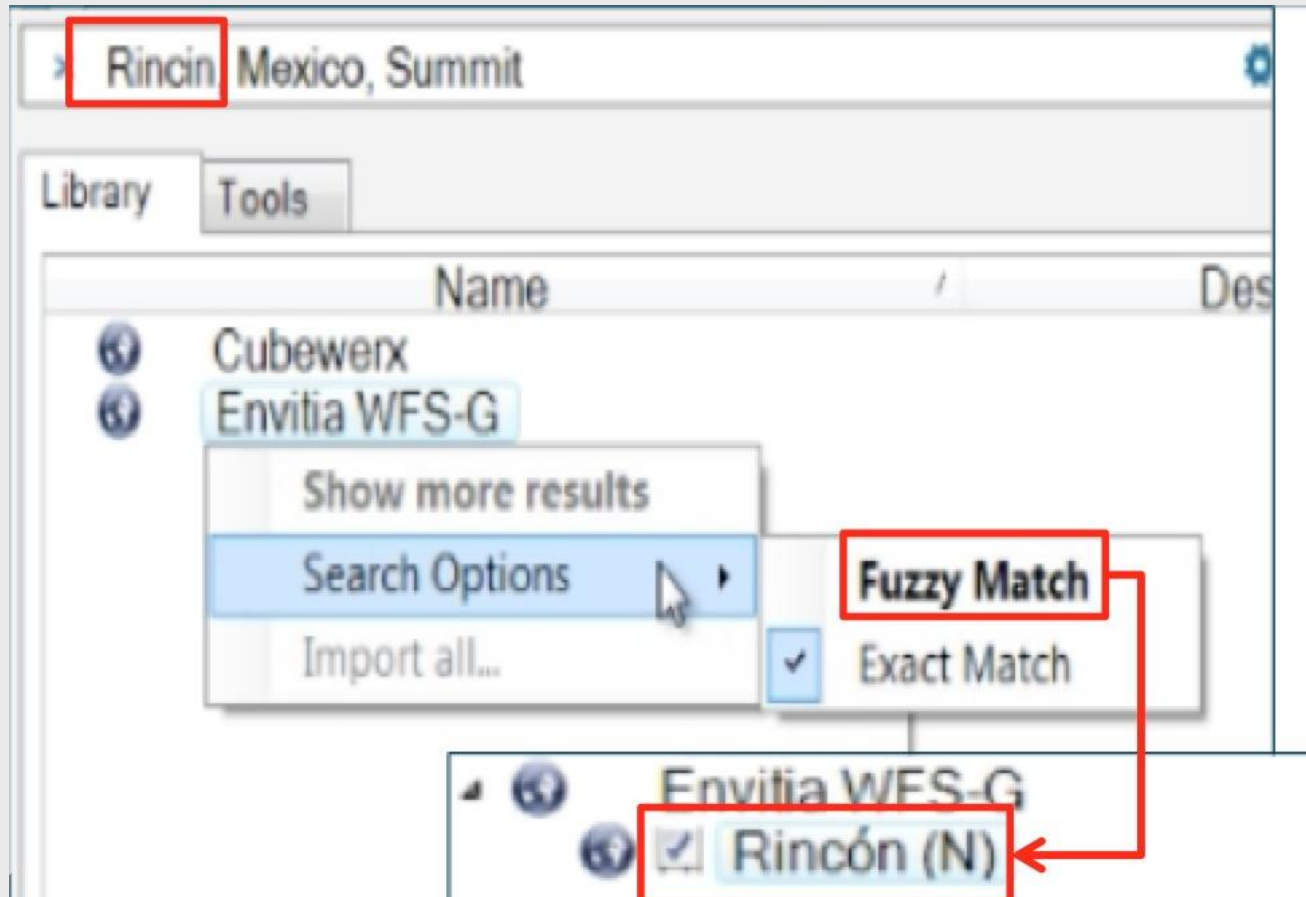 Rincin, Mexico, Summit
Library Tools
Name / Des
Cubewerx
Envitia WFS-G
Show more results
Search Options
Fuzzy Match
Import all...
Exact Match
Envitia WFS-G
Rincón (N)